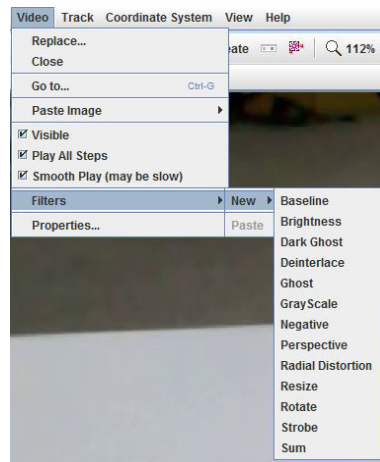 Video Track Coordinate System View Help
Replace...
Close
eate 112%
Go to... Ctrl-G
Paste Image
Visible
Play All Steps
Smooth Play (may be slow)
Filters
Properties...
New
Paste
Baseline
Brightness
Dark Ghost
Deinterlace
Ghost
GrayScale
Negative
Perspective
Radial Distortion
Resize
Rotate
Strobe
Sum